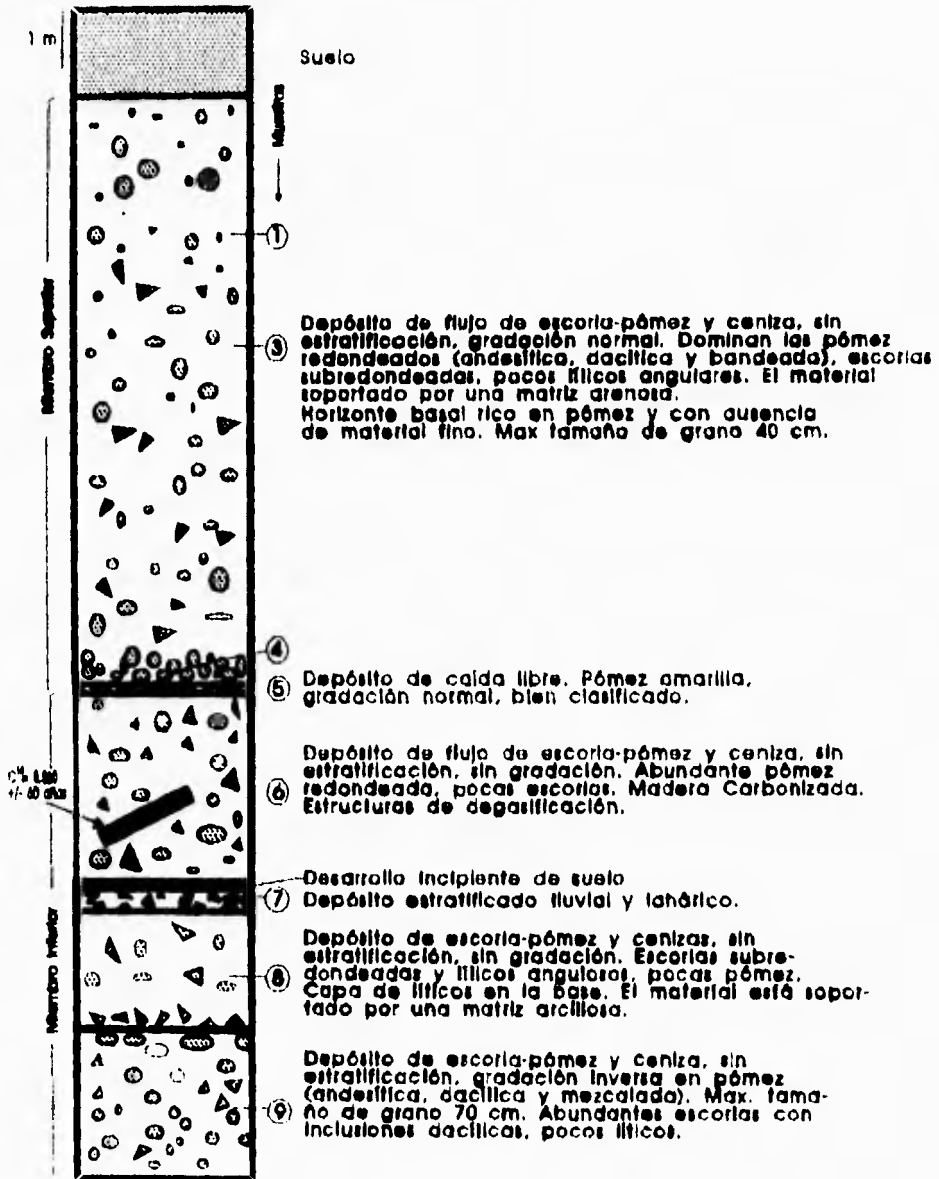 1 m
Suelo
Muestras
Miembro Superior
1
3
Depósito de flujo de escoria-pómez y ceniza, sin
estratificación, gradación normal. Dominan las pómez
redondeados (andesítica, dacítica y bandeada), escorias
subredondeadas, pocos líticos angulares. El material
soportado por una matriz arenosa.
Horizonte basal rico en pómez y con ausencia
de material fino. Max tamaño de grano 40 cm.
4
5
Depósito de caída libre. Pómez amarilla,
gradación normal, bien clasificado.
+/- 60 años
6
Depósito de flujo de escoria-pómez y ceniza, sin
estratificación, sin gradación. Abundante pómez
redondeada, pocas escorias. Madera Carbonizada.
Estructuras de degasificación.
Desarrollo incipiente de suelo
7
Depósito estratificado fluvial y lahárico.
Miembro Inferior
8
Depósito de escoria-pómez y cenizas, sin
estratificación, sin gradación. Escorias subre-
dondeadas y líticos angulosos, pocas pómez.
Capa de líticos en la base. El material está sopor-
tado por una matriz arcillosa.
9
Depósito de escoria-pómez y ceniza, sin
estratificación, gradación inversa en pómez
(andesítica, dacítica y mezcalada). Max. tama-
ño de grano 70 cm. Abundantes escorias con
inclusiones dacíticas, pocos líticos.